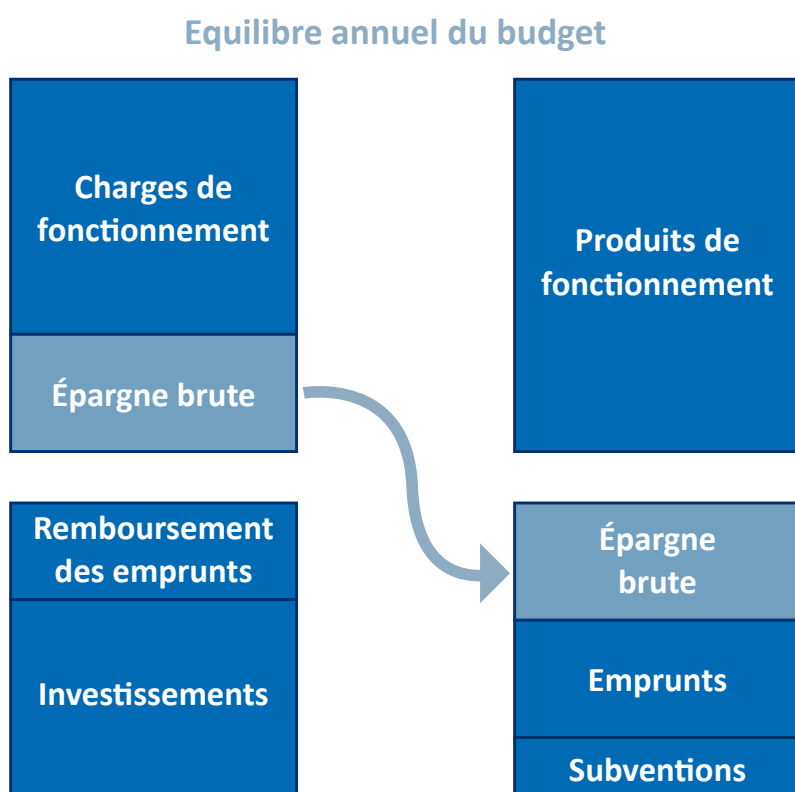 Equilibre annuel du budget
Charges de
fonctionnement
Épargne brute
Produits de
fonctionnement
Remboursement
des emprunts
Investissements
Épargne
brute
Emprunts
Subventions